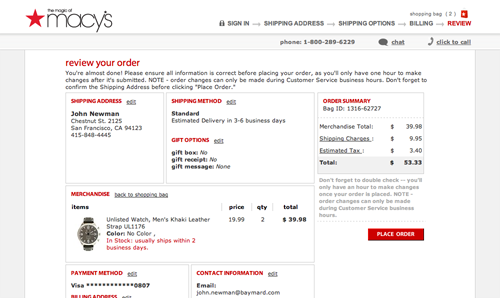 the magic of
macy's
shopping bag ( 2 )
SIGN IN → SHIPPING ADDRESS → SHIPPING OPTIONS → BILLING → REVIEW
phone: 1-800-289-6229 chat click to call
review your order
You're almost done! Please ensure all information is correct before placing your order, as you'll only have one hour to make
changes after it's submitted. NOTE - order changes can only be made during Customer Service business hours. Don't forget to
confirm the Shipping Address before clicking "Place Order."
SHIPPING ADDRESS edit
John Newman
Chestnut St. 2125
San Francisco, CA 94123
415-848-4445
SHIPPING METHOD edit
Standard
Estimated Delivery in 3-6 business days
GIFT OPTIONS edit
gift box: No
gift receipt: No
gift message: None
ORDER SUMMARY
Bag ID: 1316-62727
Merchandise Total: $ 39.98
Shipping Charges : $ 9.95
Estimated Tax : $ 3.40
Total: $ 53.33
Don't forget to double check -- you'll
only have an hour to make changes
once your order is placed. NOTE -
order changes can only be made
during Customer Service business
hours.
PLACE ORDER
MERCHANDISE back to shopping bag
items price qty total
Unlisted Watch, Men's Khaki Leather
Strap UL1176
Color: No Color ,
In Stock: usually ships within 2
business days.
19.99 2 $ 39.98
PAYMENT METHOD edit
Visa ************0807
BILLING ADDRESS edit
CONTACT INFORMATION edit
Email:
john.newman@baymard.com